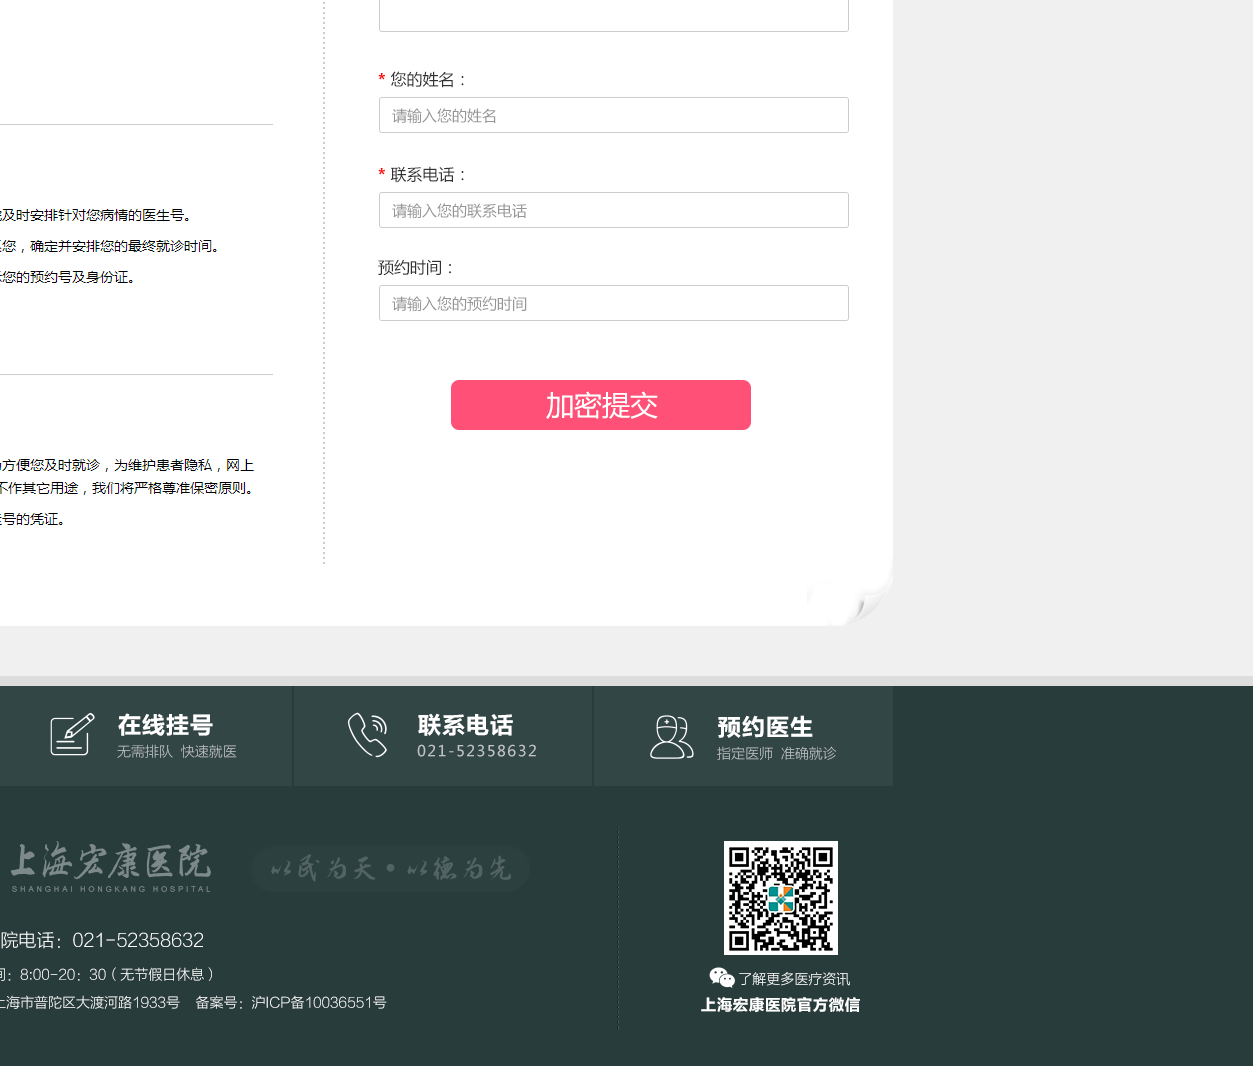 * 您的姓名：
请输入您的姓名
* 联系电话：
请输入您的联系电话
预约时间：
请输入您的预约时间
加密提交
及时安排针对您病情的医生号。
您，确定并安排您的最终就诊时间。
您的预约号及身份证。
方便您及时就诊，为维护患者隐私，网上
不作其它用途，我们将严格尊准保密原则。
号的凭证。
在线挂号
无需排队 快速就医
联系电话
021-52358632
预约医生
指定医师 准确就诊
上海宏康医院
SHANGHAI HONGKANG HOSPITAL
以民为天·以德为先
院电话：021-52358632
：8:00-20：30（无节假日休息）
上海市普陀区大渡河路1933号 备案号：沪ICP备10036551号
了解更多医疗资讯
上海宏康医院官方微信